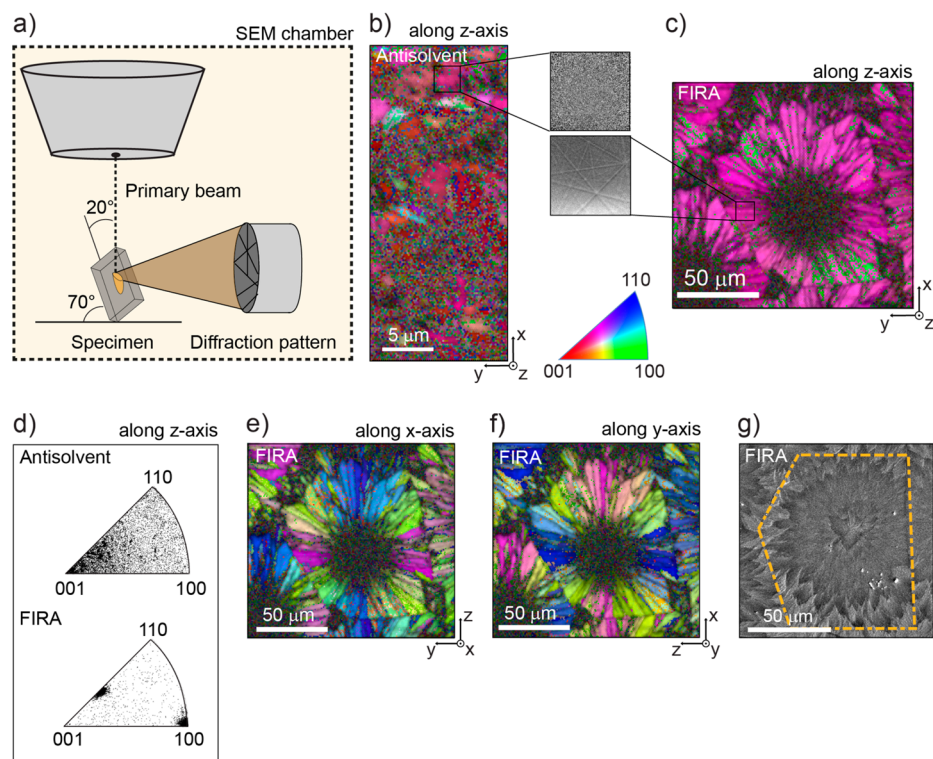 a)
SEM chamber
Primary beam
20°
70°
Specimen
Diffraction pattern
b)
along z-axis
Antisolvent
5 μm
x
y
z
110
001
100
c)
along z-axis
FIRA
50 μm
x
y
z
d)
along z-axis
Antisolvent
110
001
100
FIRA
110
001
100
e)
along x-axis
FIRA
50 μm
z
y
x
f)
along y-axis
FIRA
50 μm
x
z
y
g)
FIRA
50 μm